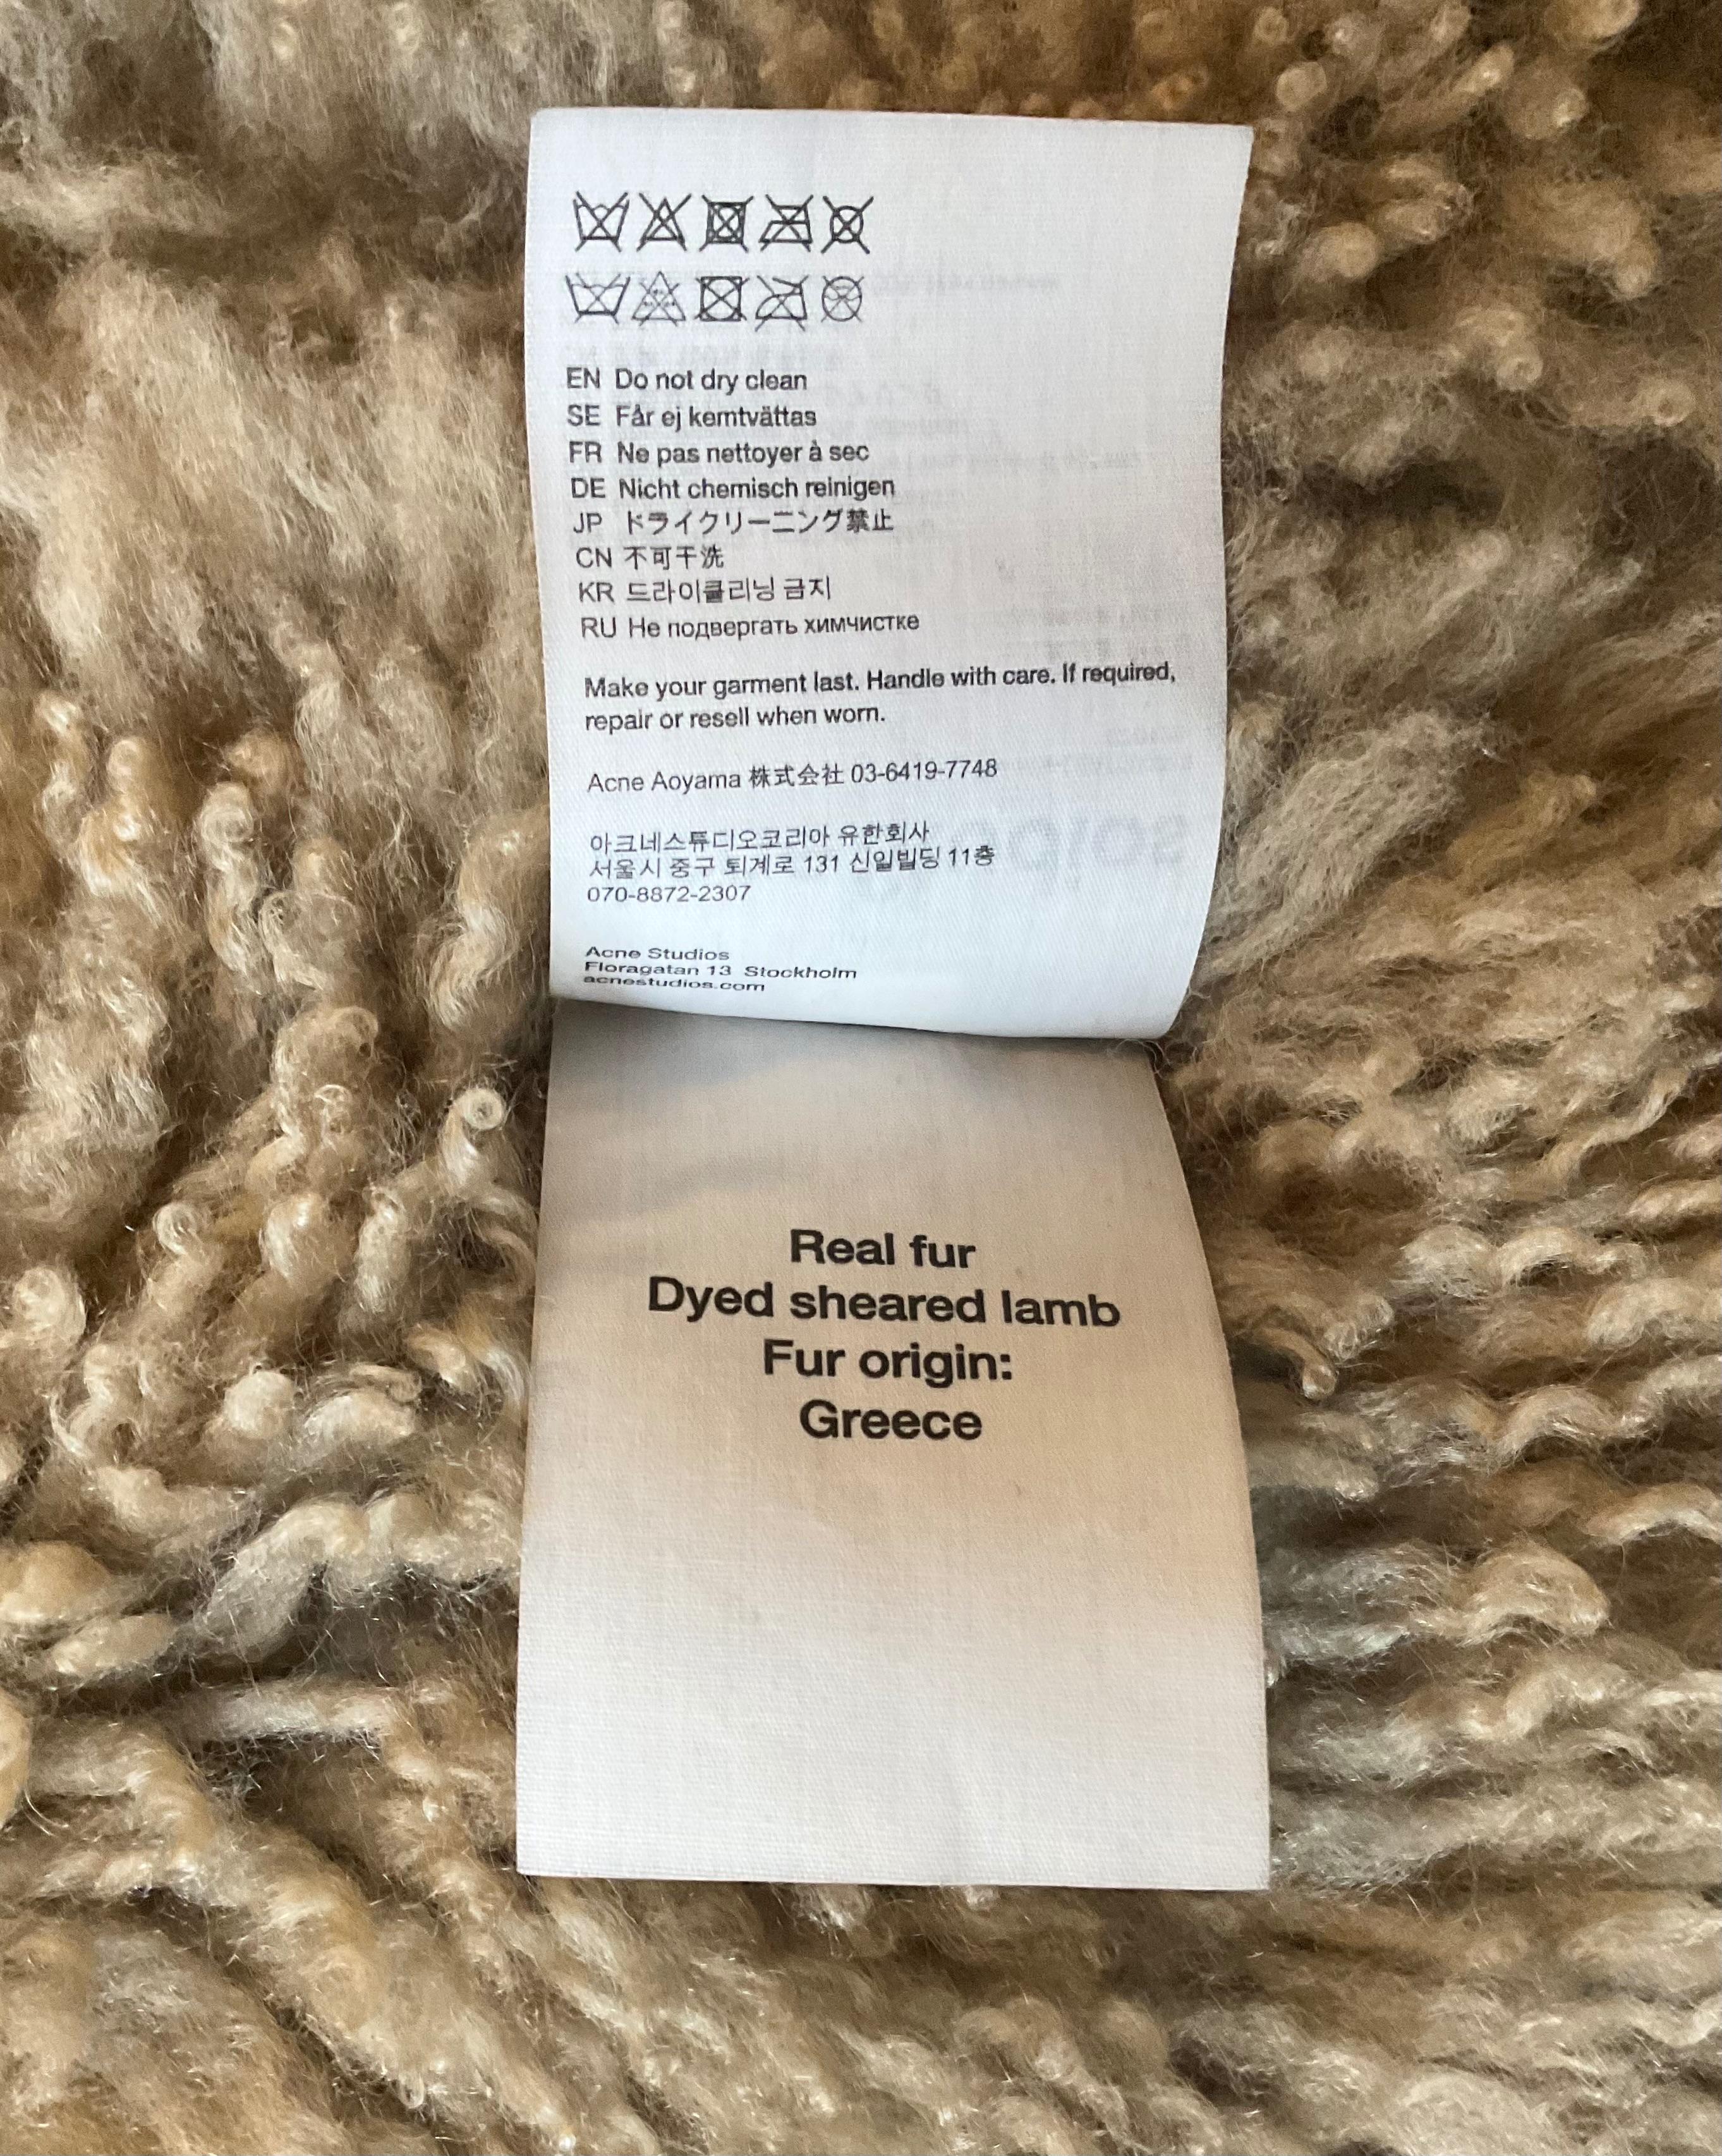 EN Do not dry clean
SE Får ej kemtvättas
FR Ne pas nettoyer à sec
DE Nicht chemisch reinigen
JP ドライクリーニング禁止
CN 不可干洗
KR 드라이클리닝 금지
RU Не подвергать химчистке
Make your garment last. Handle with care. If required,
repair or resell when worn.
Acne Aoyama 株式会社 03-6419-7748
아크네스튜디오코리아 유한회사
서울시 중구 퇴계로 131 신일빌딩 11층
070-8872-2307
Acne Studios
Floragatan 13 Stockholm
acnestudios.com
Real fur
Dyed sheared lamb
Fur origin:
Greece